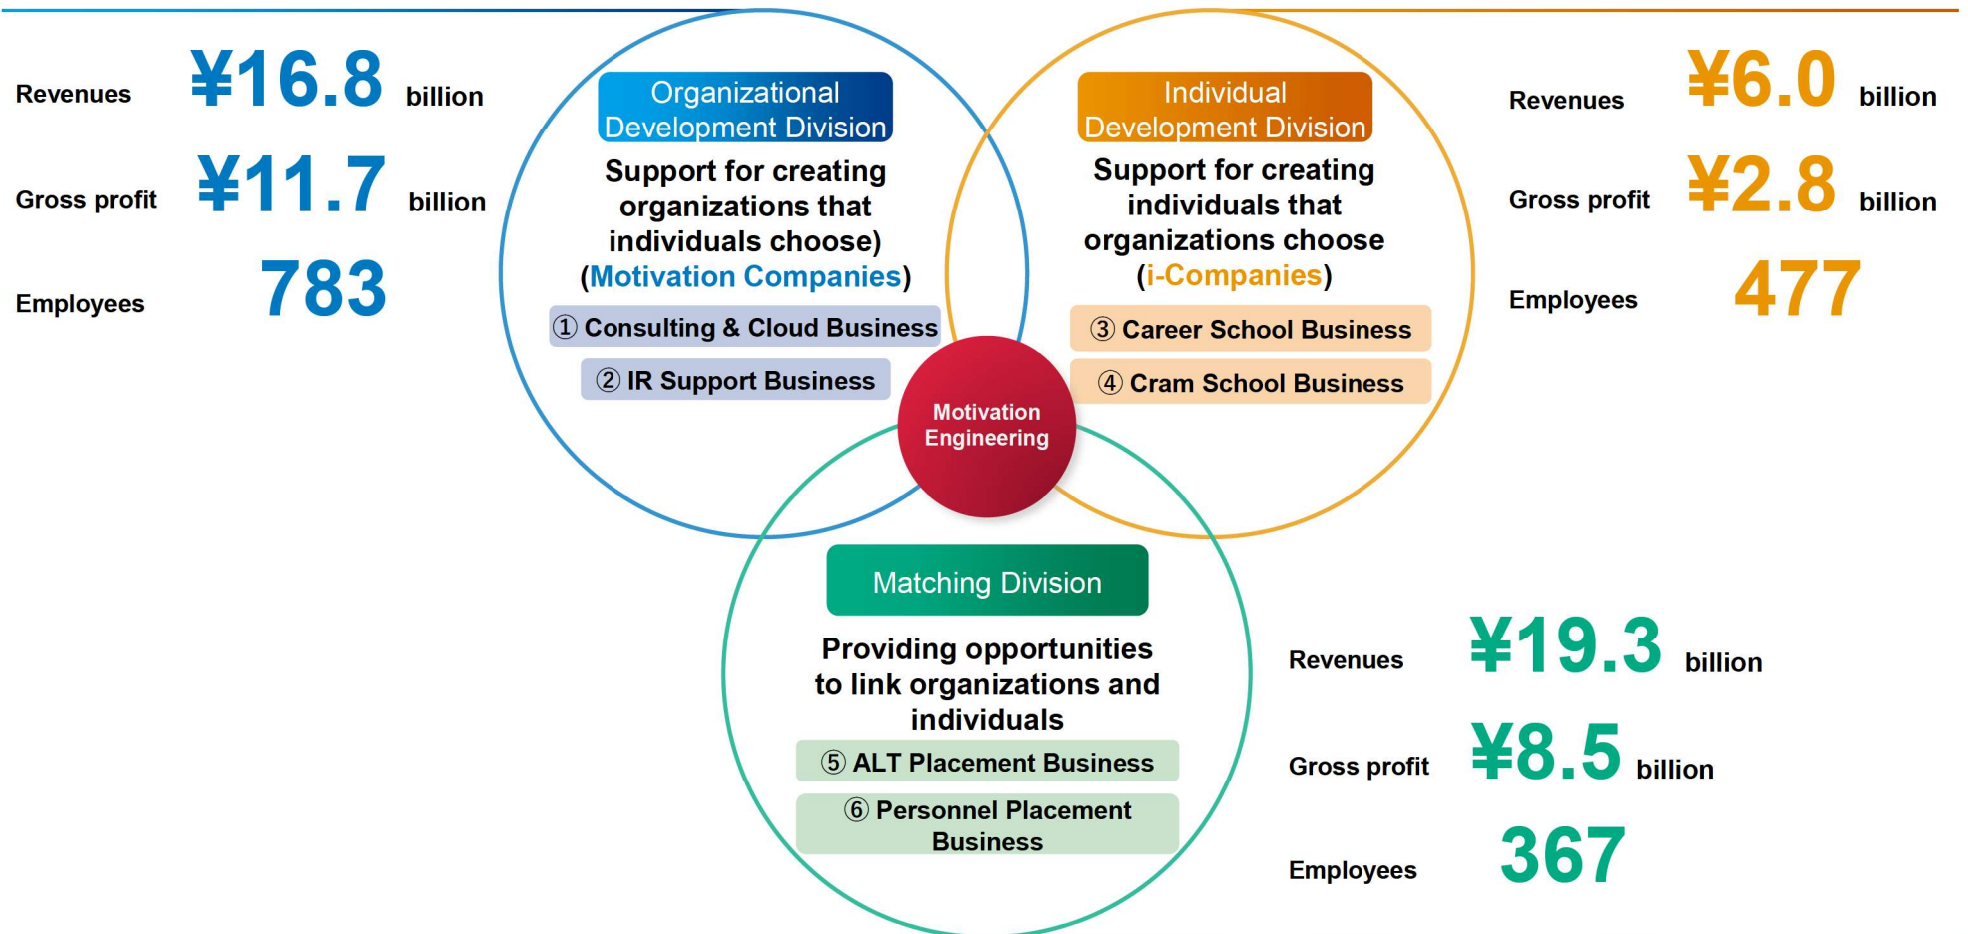 Revenues ¥16.8 billion
Gross profit ¥11.7 billion
Employees 783
Organizational
Development Division
Support for creating
organizations that
individuals choose)
(Motivation Companies)
① Consulting & Cloud Business
② IR Support Business
Individual
Development Division
Support for creating
individuals that
organizations choose
(i-Companies)
③ Career School Business
④ Cram School Business
Revenues ¥6.0 billion
Gross profit ¥2.8 billion
Employees 477
Motivation
Engineering
Matching Division
Providing opportunities
to link organizations and
individuals
⑤ ALT Placement Business
⑥ Personnel Placement
Business
Revenues ¥19.3 billion
Gross profit ¥8.5 billion
Employees 367